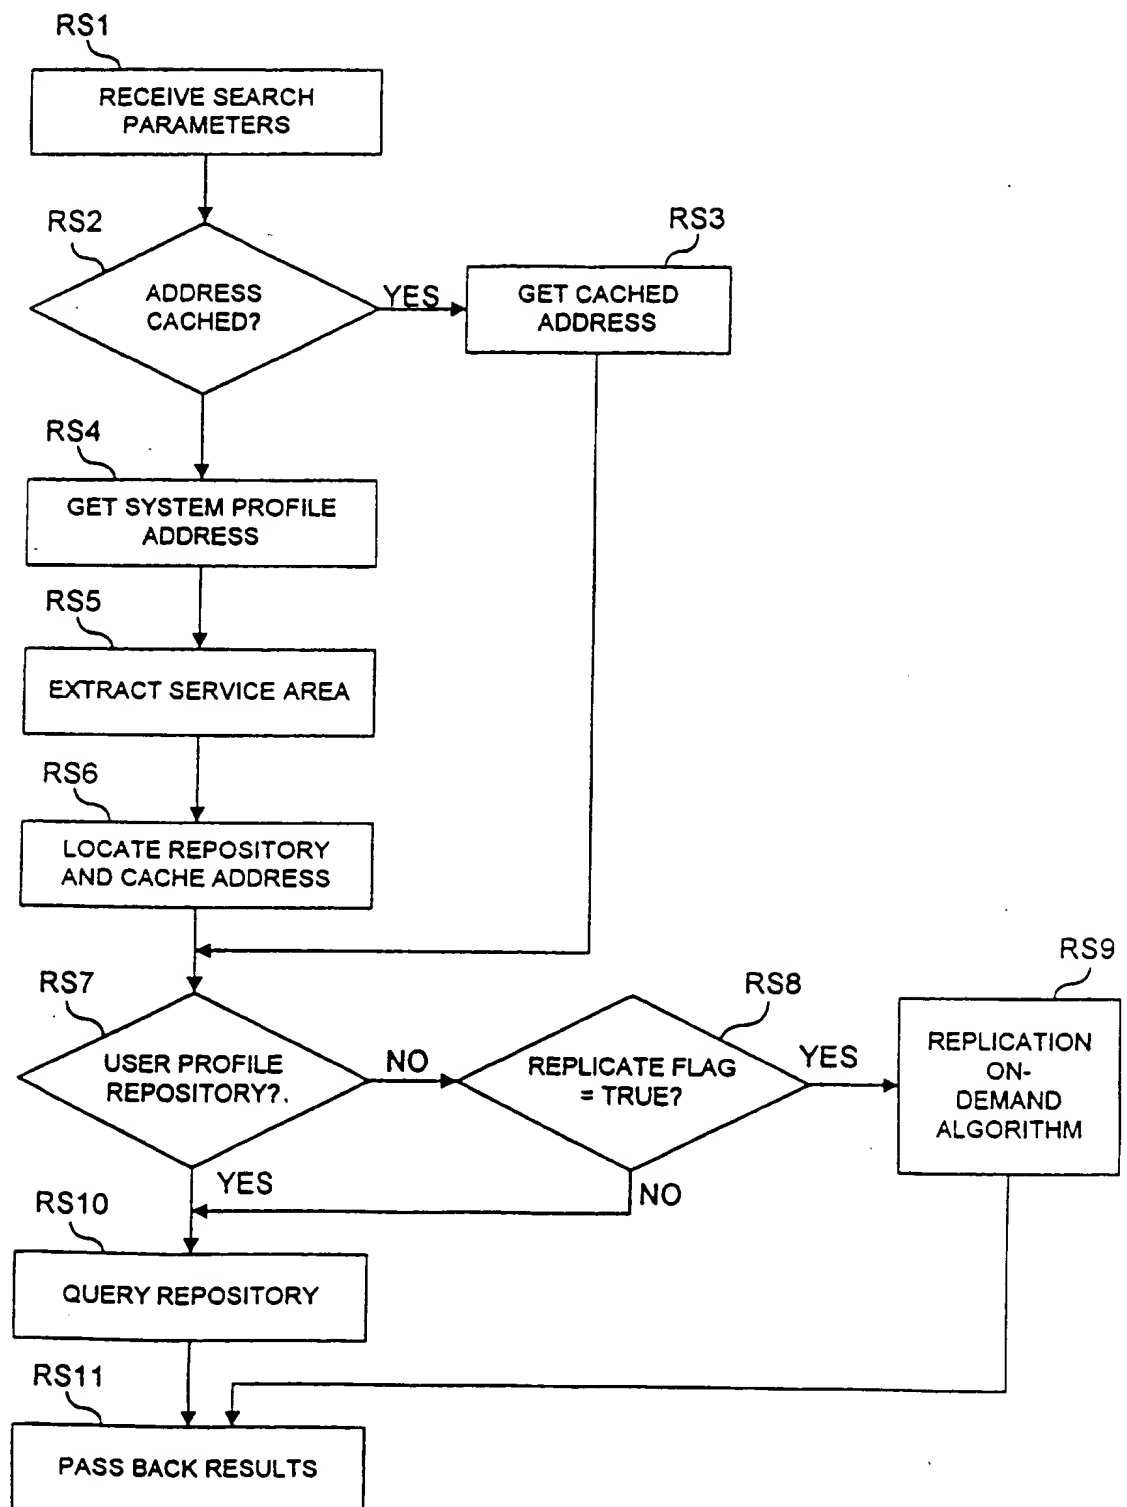 RS1
RECEIVE SEARCH
PARAMETERS
RS2
ADDRESS
CACHED?
YES
RS3
GET CACHED
ADDRESS
RS4
GET SYSTEM PROFILE
ADDRESS
RS5
EXTRACT SERVICE AREA
RS6
LOCATE REPOSITORY
AND CACHE ADDRESS
RS7
USER PROFILE
REPOSITORY?.
NO
RS8
REPLICATE FLAG
= TRUE?
YES
RS9
REPLICATION
ON-
DEMAND
ALGORITHM
YES
NO
RS10
QUERY REPOSITORY
RS11
PASS BACK RESULTS